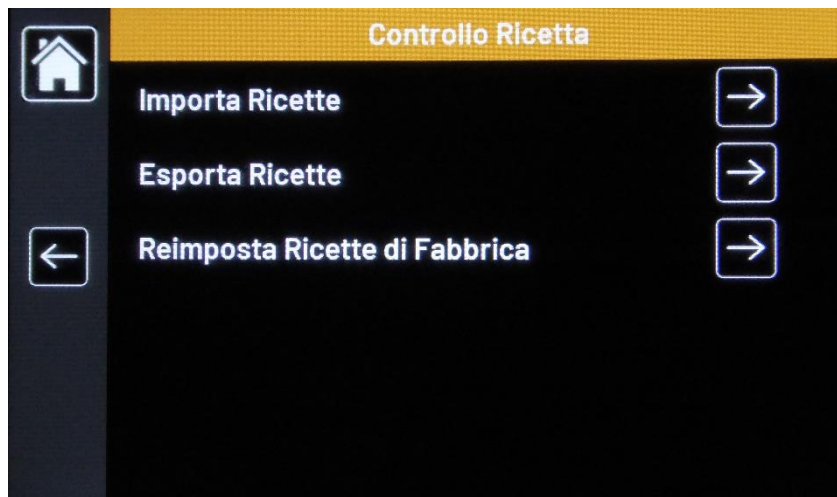 Controllo Ricetta
Importa Ricette
Esporta Ricette
Reimposta Ricette di Fabbrica